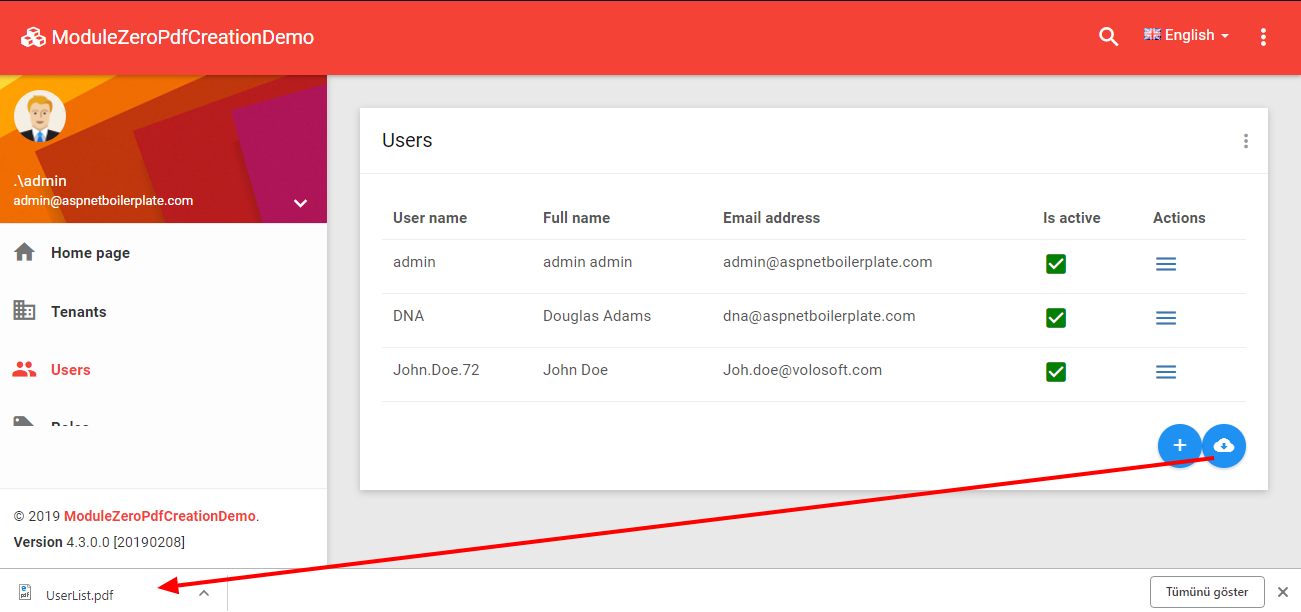 ModuleZeroPdfCreationDemo
English
.\admin
admin@aspnetboilerplate.com
Home page
Tenants
Users
Roles
© 2019 ModuleZeroPdfCreationDemo.
Version 4.3.0.0 [20190208]
Users
User name Full name Email address Is active Actions
admin admin admin admin@aspnetboilerplate.com
DNA Douglas Adams dna@aspnetboilerplate.com
John.Doe.72 John Doe Joh.doe@volosoft.com
UserList.pdf
Tümünü göster